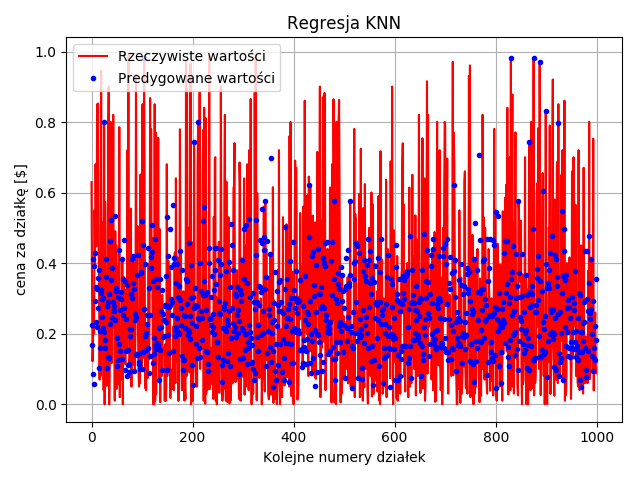 Regresja KNN
Rzeczywiste wartości
Predygowane wartości
cena za działkę [$]
1.0
0.8
0.6
0.4
0.2
0.0
0
200
400
600
800
1000
Kolejne numery działek